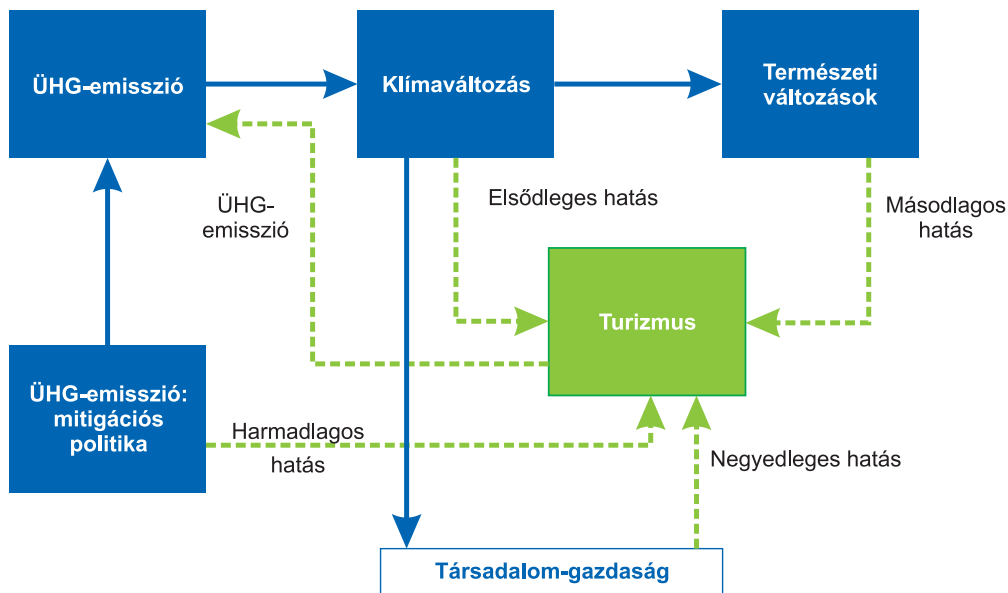 ÜHG-emisszió
Klímaváltozás
Természeti
változások
ÜHG-
emisszió
Elsődleges hatás
Másodlagos
hatás
Turizmus
ÜHG-emisszió:
mitigációs
politika
Harmadlagos
hatás
Negyedleges hatás
Társadalom-gazdaság